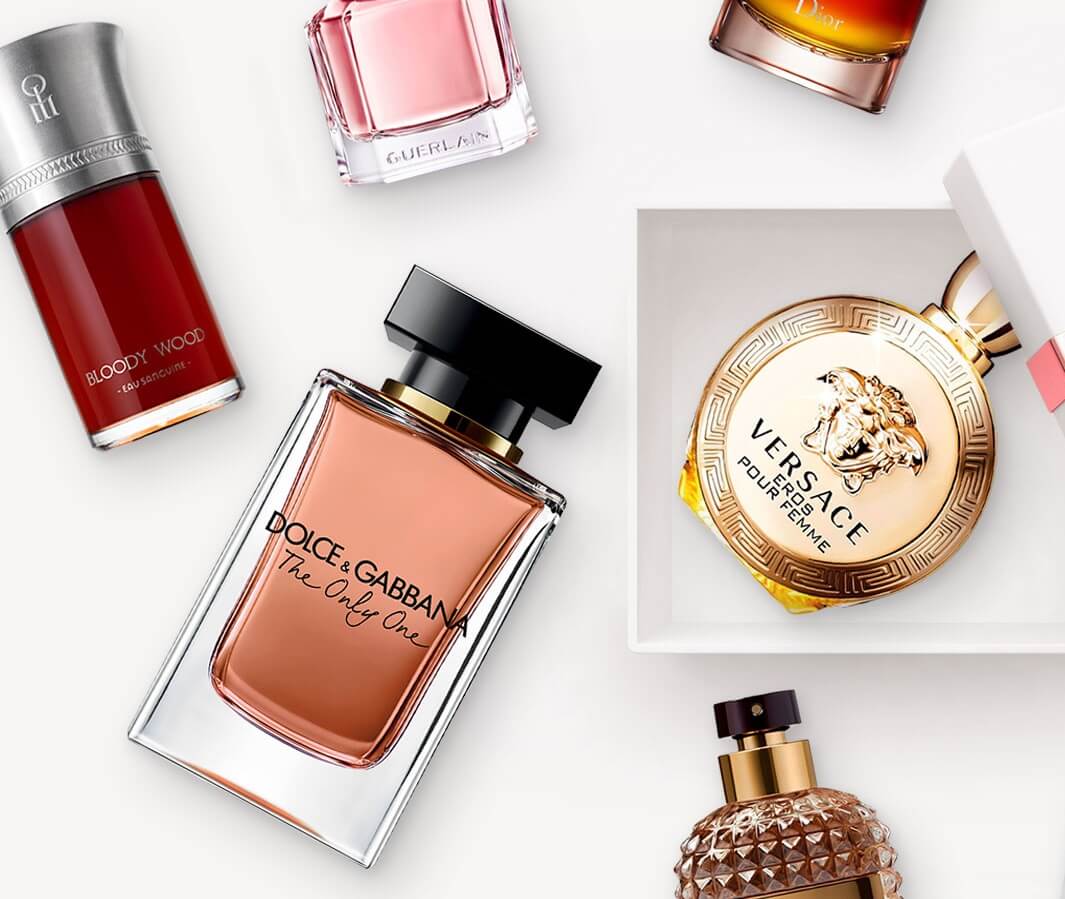 GUERLAIN
Dior
BLOODY WOOD
- EAU SANGUINE -
DOLCE & GABBANA
The Only One
VERSACE
EROS
POUR FEMME